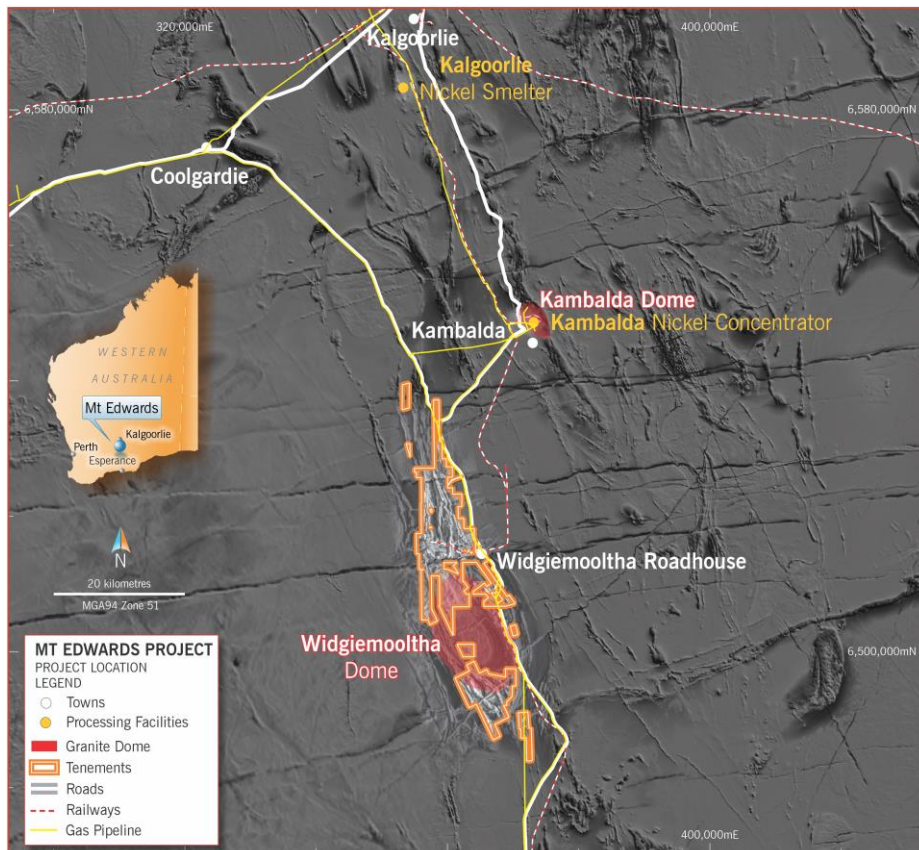 320,000mE
400,000mE
Kalgoorlie
Kalgoorlie
Nickel Smelter
6,580,000mN
6,580,000mN
Coolgardie
Kambalda Dome
Kambalda
Kambalda Nickel Concentrator
WESTERN
AUSTRALIA
Mt Edwards
Kalgoorlie
Perth
Esperance
N
20 kilometres
MGA94 Zone 51
Widgiemooltha Roadhouse
Widgiemooltha
Dome
6,500,000mN
MT EDWARDS PROJECT
PROJECT LOCATION
LEGEND
Towns
Processing Facilities
Granite Dome
Tenements
Roads
Railways
Gas Pipeline
400,000mE